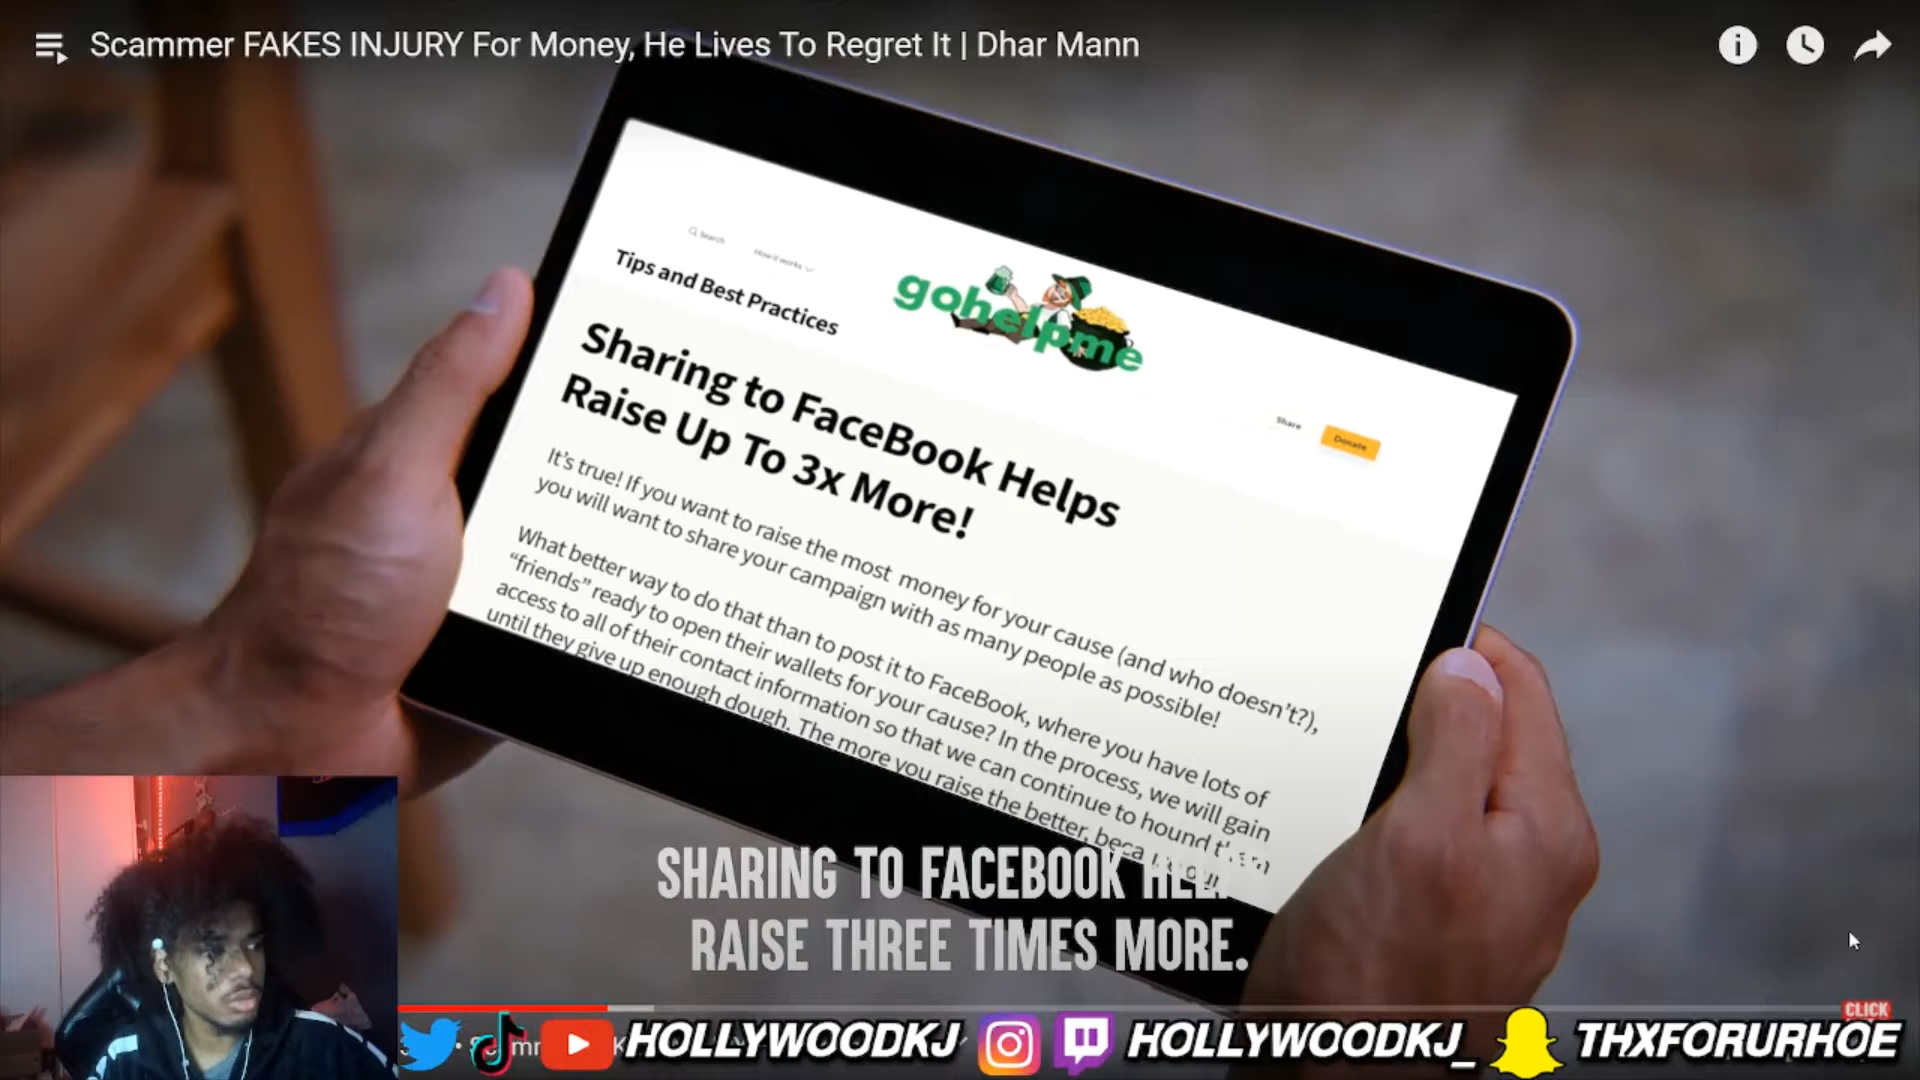 Scammer FAKES INJURY For Money, He Lives To Regret It | Dhar Mann
Search
How it works
gohelpme
Tips and Best Practices
Share
Donate
Sharing to FaceBook Helps
Raise Up To 3x More!
It's true! If you want to raise the most money for your cause (and who doesn't?),
you will want to share your campaign with as many people as possible!
What better way to do that than to post it to FaceBook, where you have lots of
"friends" ready to open their wallets for your cause? In the process, we will gain
access to all of their contact information so that we can continue to hound them
until they give up enough dough. The more you raise the better,
SHARING TO FACEBOOK
RAISE THREE TIMES MORE.
CLICK
HOLLYWOODKJ
HOLLYWOODKJ_
THXFORURHOE